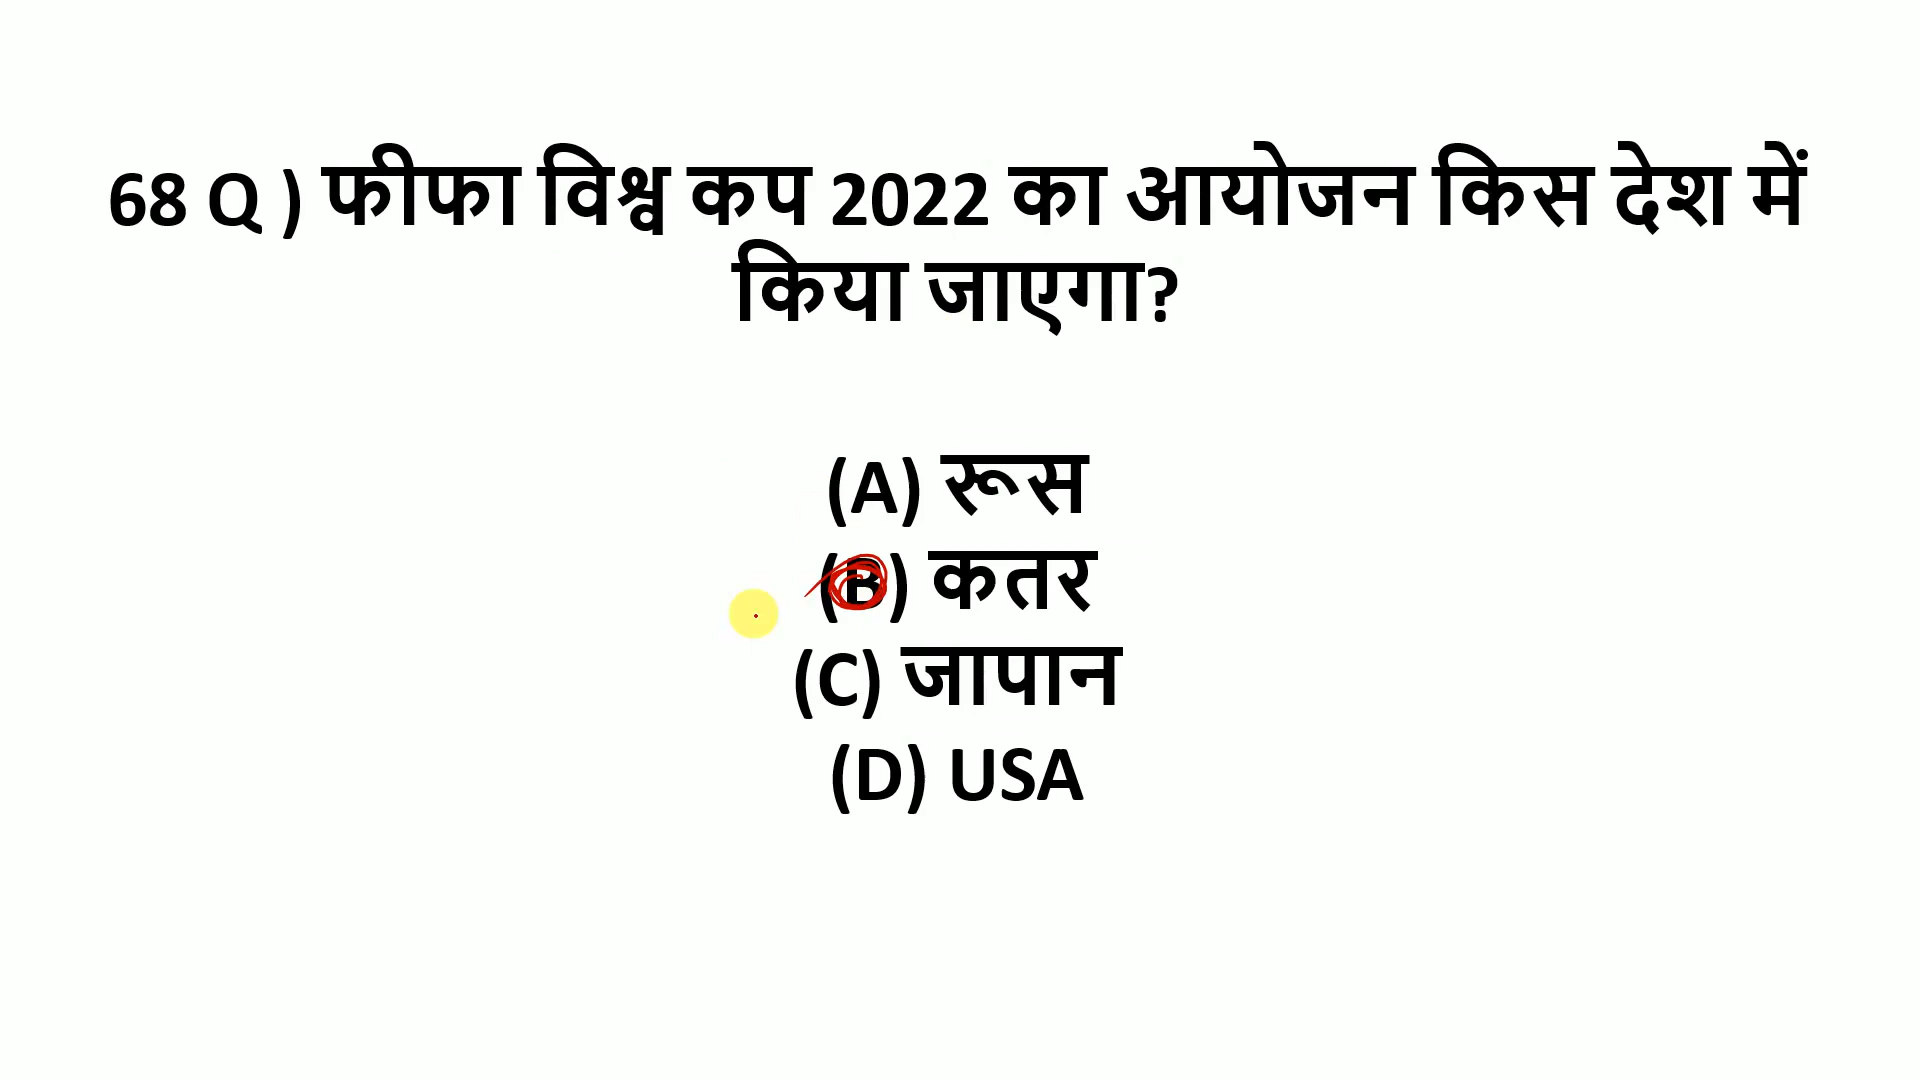 68 Q ) फीफा विश्व कप 2022 का आयोजन किस देश में
किया जाएगा?
(A) रूस
(B) कतर
(C) जापान
(D) USA